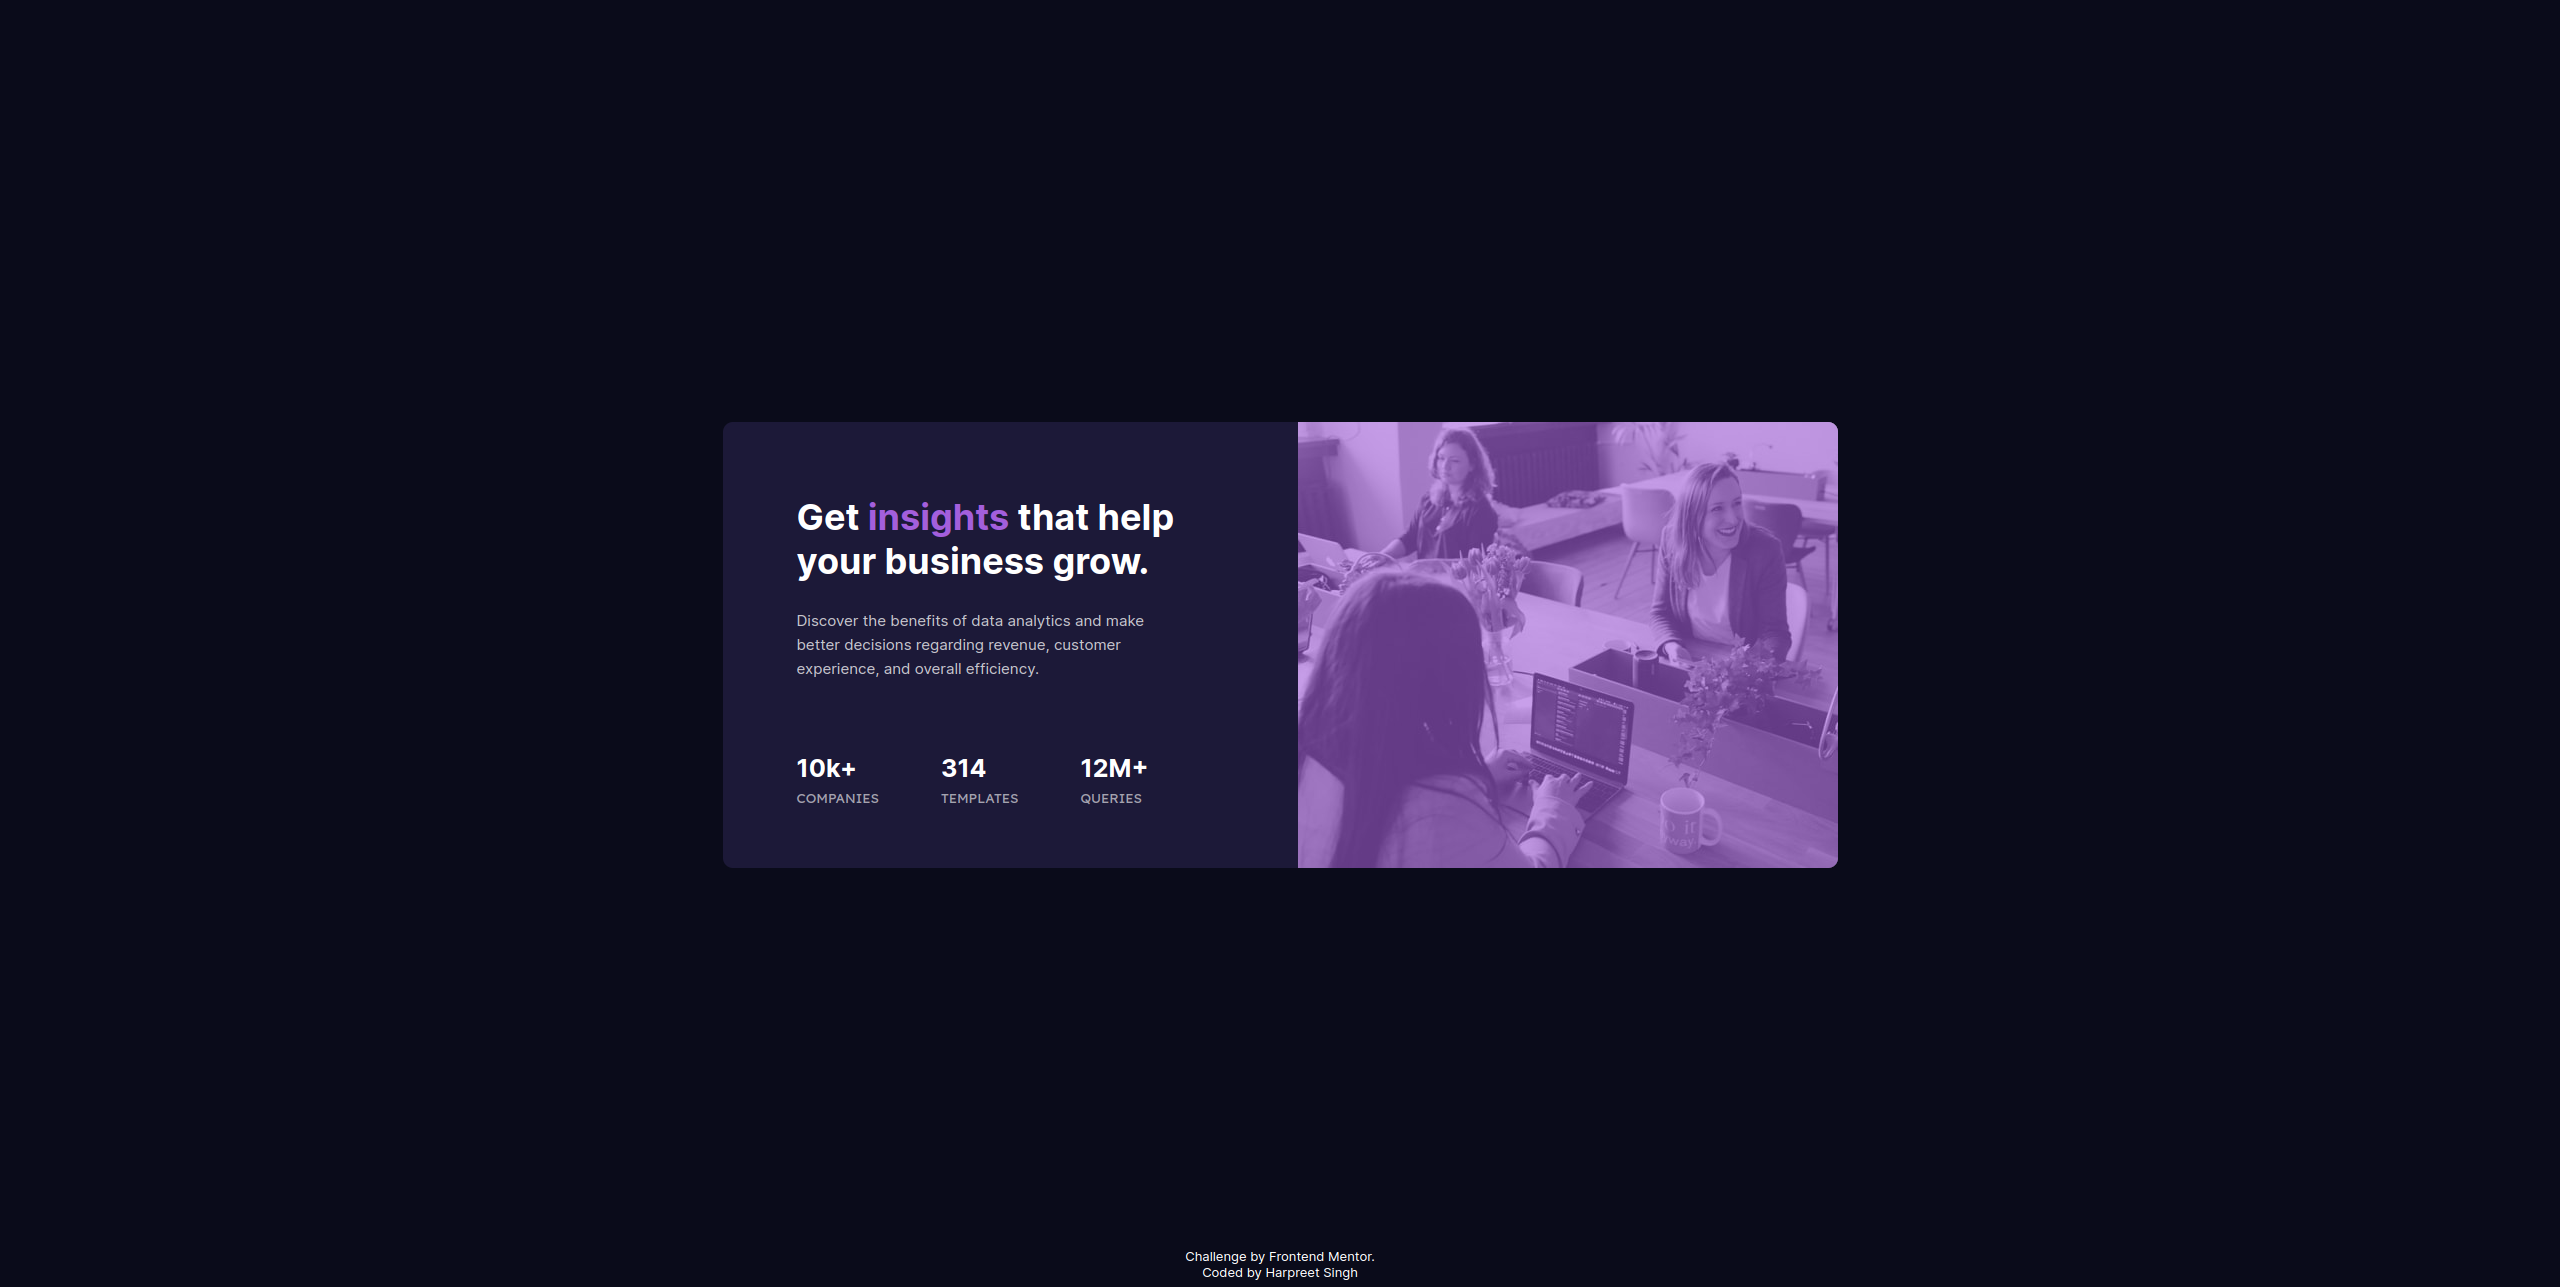 Get insights that help
your business grow.
Discover the benefits of data analytics and make
better decisions regarding revenue, customer
experience, and overall efficiency.
10k+ 314 12M+
COMPANIES TEMPLATES QUERIES
it
way
Challenge by Frontend Mentor.
Coded by Harpreet Singh